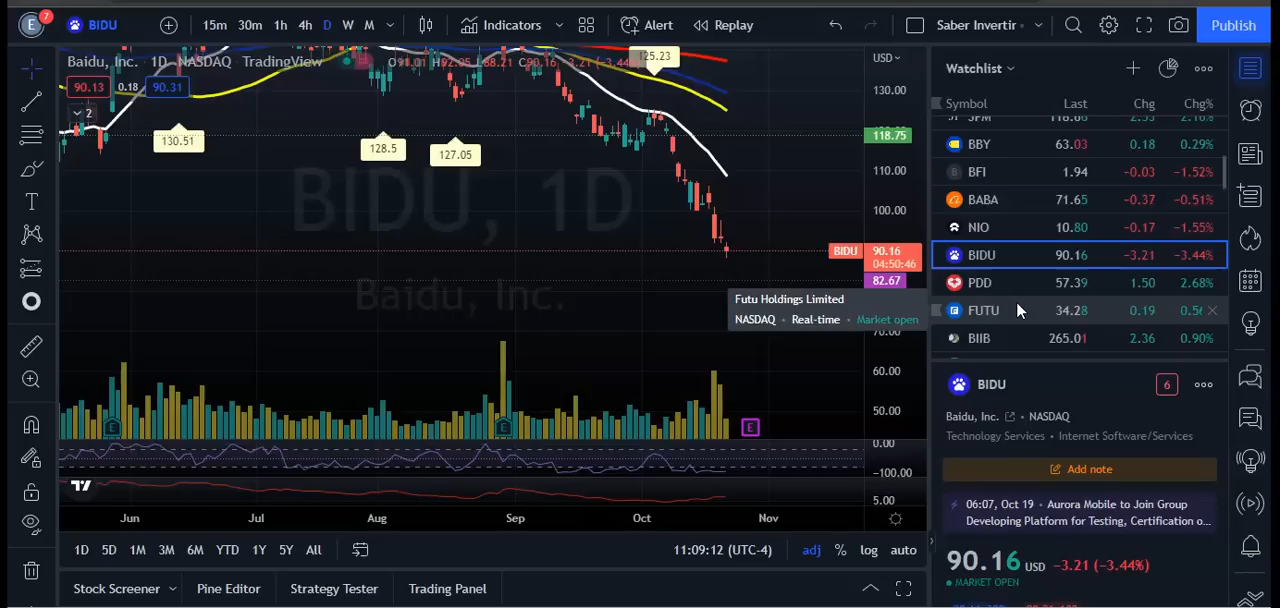 E 7 BIDU 15m 30m 1h 4h D W M Indicators Alert Replay Saber Invertir Publish
Baidu, Inc. 1D NASDAQ TradingView
90.13 0.18 90.31
2
125.23
130.51
128.5
127.05
BIDU, 1D
Baidu, Inc.
USD
130.00
118.75
110.00
100.00
BIDU 90.16
04:50:46
82.67
60.00
50.00
0.00
-100.00
5.00
E
E
E
Jun Jul Aug Sep Oct Nov
1D 5D 1M 3M 6M YTD 1Y 5Y All 11:09:12 (UTC-4) adj % log auto
Stock Screener Pine Editor Strategy Tester Trading Panel
Futu Holdings Limited
NASDAQ • Real-time • Market open
Watchlist
Symbol Last Chg Chg%
BBY 63.03 0.18 0.29%
BFI 1.94 −0.03 −1.52%
BABA 71.65 −0.37 −0.51%
NIO 10.80 −0.17 −1.55%
BIDU 90.16 −3.21 −3.44%
PDD 57.39 1.50 2.68%
FUTU 34.28 0.19
BIIB 265.01 2.36 0.90%
BIDU 6
Baidu, Inc. • NASDAQ
Technology Services • Internet Software/Services
Add note
06:07, Oct 19 • Aurora Mobile to Join Group
Developing Platform for Testing, Certification o...
90.16 USD −3.21 (−3.44%)
MARKET OPEN